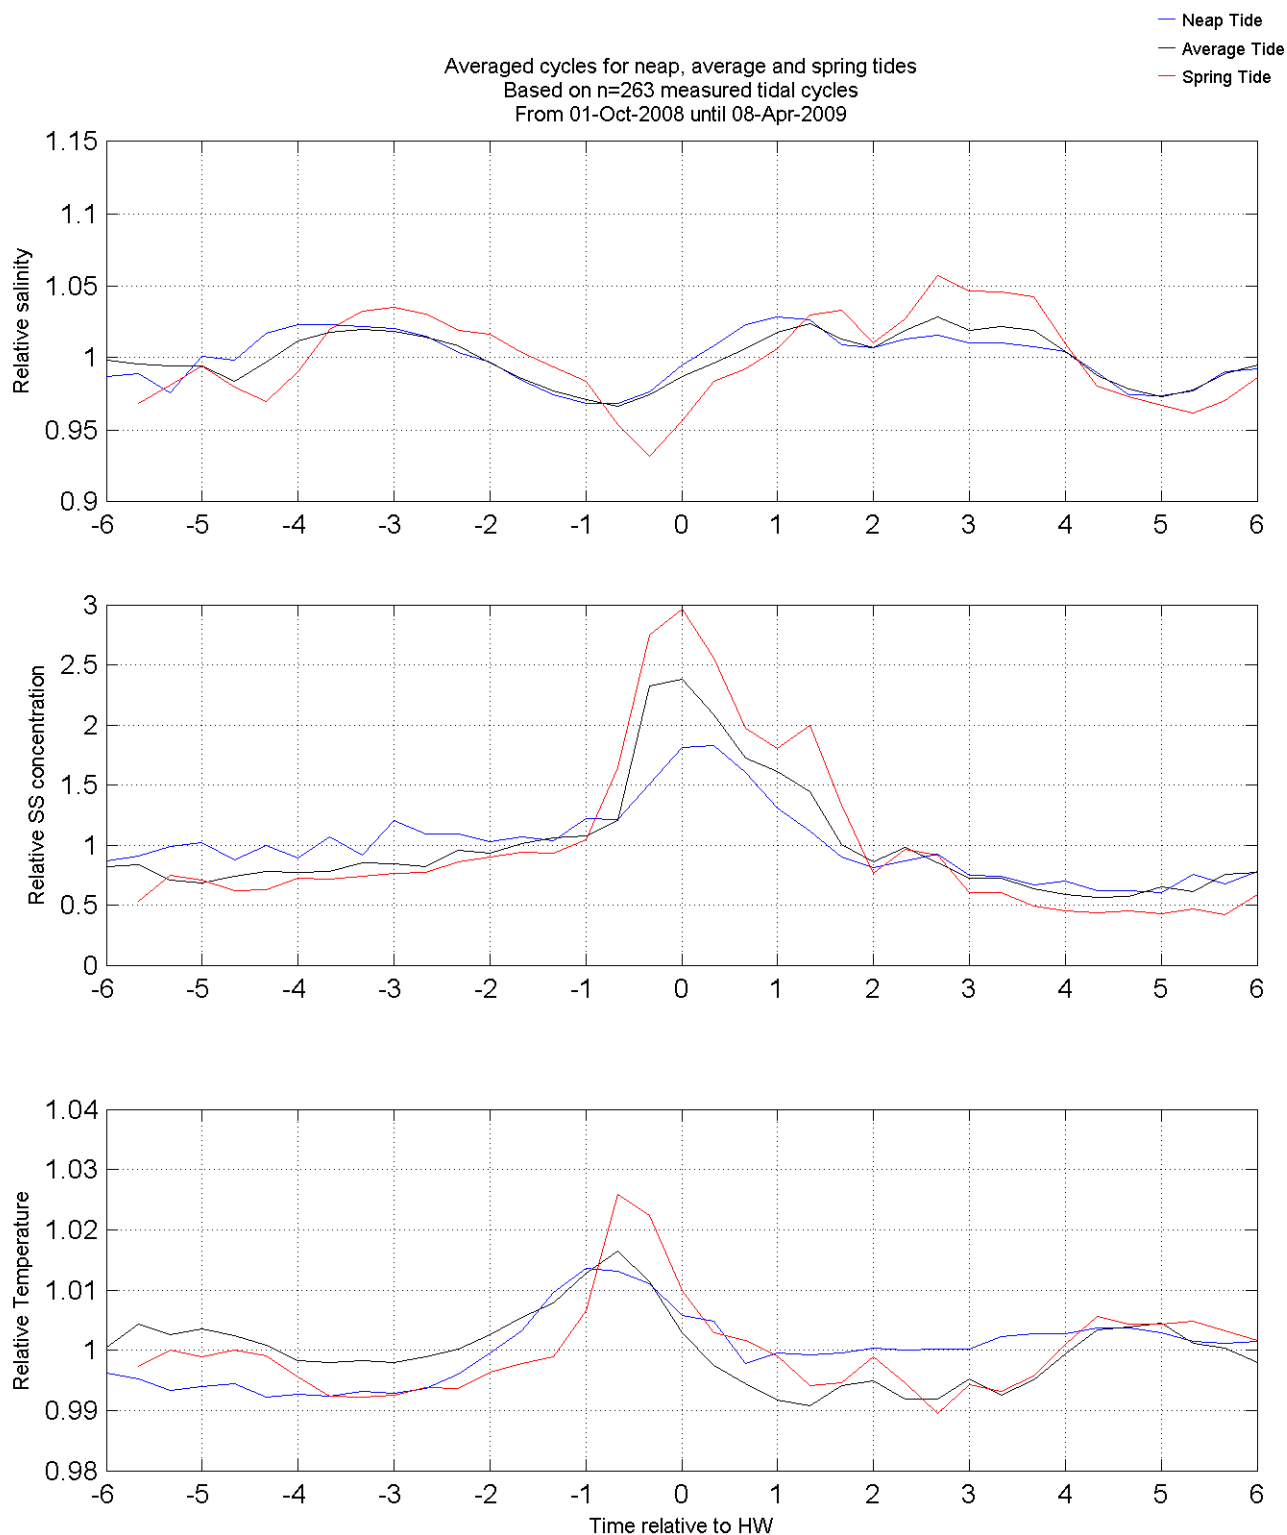 Neap Tide
Average Tide
Spring Tide
Averaged cycles for neap, average and spring tides
Based on n=263 measured tidal cycles
From 01-Oct-2008 until 08-Apr-2009
1.15
1.1
1.05
1
0.95
0.9
Relative salinity
-6 -5 -4 -3 -2 -1 0 1 2 3 4 5 6
3
2.5
2
1.5
1
0.5
0
Relative SS concentration
-6 -5 -4 -3 -2 -1 0 1 2 3 4 5 6
1.04
1.03
1.02
1.01
1
0.99
0.98
Relative Temperature
-6 -5 -4 -3 -2 -1 0 1 2 3 4 5 6
Time relative to HW